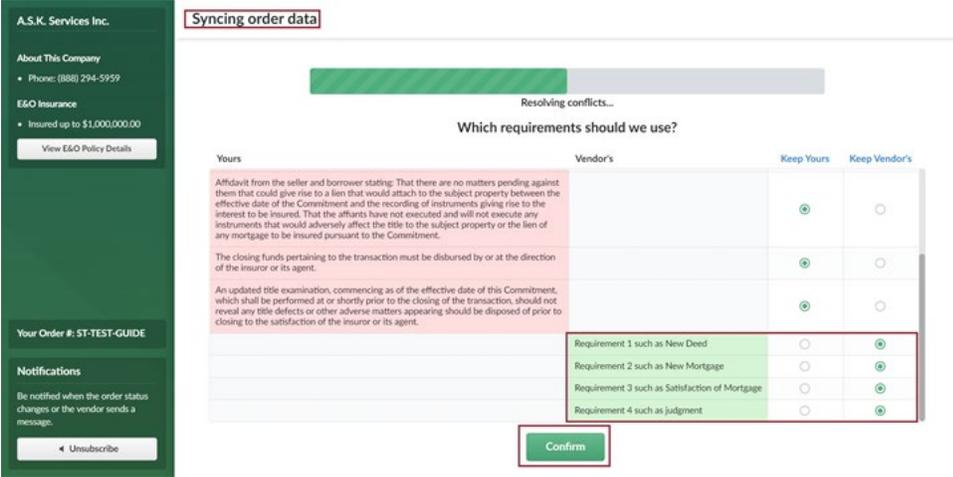 A.S.K. Services Inc.
About This Company
• Phone: (888) 294-5959
E&O Insurance
• Insured up to $1,000,000.00
View E&O Policy Details
Your Order #: ST-TEST-GUIDE
Notifications
Be notified when the order status
changes or the vendor sends a
message.
Unsubscribe
Syncing order data
Resolving conflicts...
Which requirements should we use?
Yours Vendor's Keep Yours Keep Vendor's
Affidavit from the seller and borrower stating: That there are no matters pending against
them that could give rise to a lien that would attach to the subject property between the
effective date of the Commitment and the recording of instruments giving rise to the
interest to be insured. That the affiants have not executed and will not execute any
instruments that would adversely affect the title to the subject property or the lien of
any mortgage to be insured pursuant to the Commitment.
The closing funds pertaining to the transaction must be disbursed by or at the direction
of the insuror or its agent.
An updated title examination, commencing as of the effective date of this Commitment,
which shall be performed at or shortly prior to the closing of the transaction, should not
reveal any title defects or other adverse matters appearing should be disposed of prior to
closing to the satisfaction of the insuror or its agent.
Requirement 1 such as New Deed
Requirement 2 such as New Mortgage
Requirement 3 such as Satisfaction of Mortgage
Requirement 4 such as judgment
Confirm